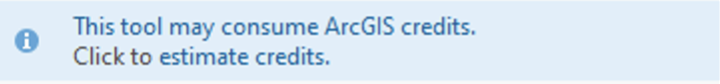 This tool may consume ArcGIS credits.
Click to estimate credits.